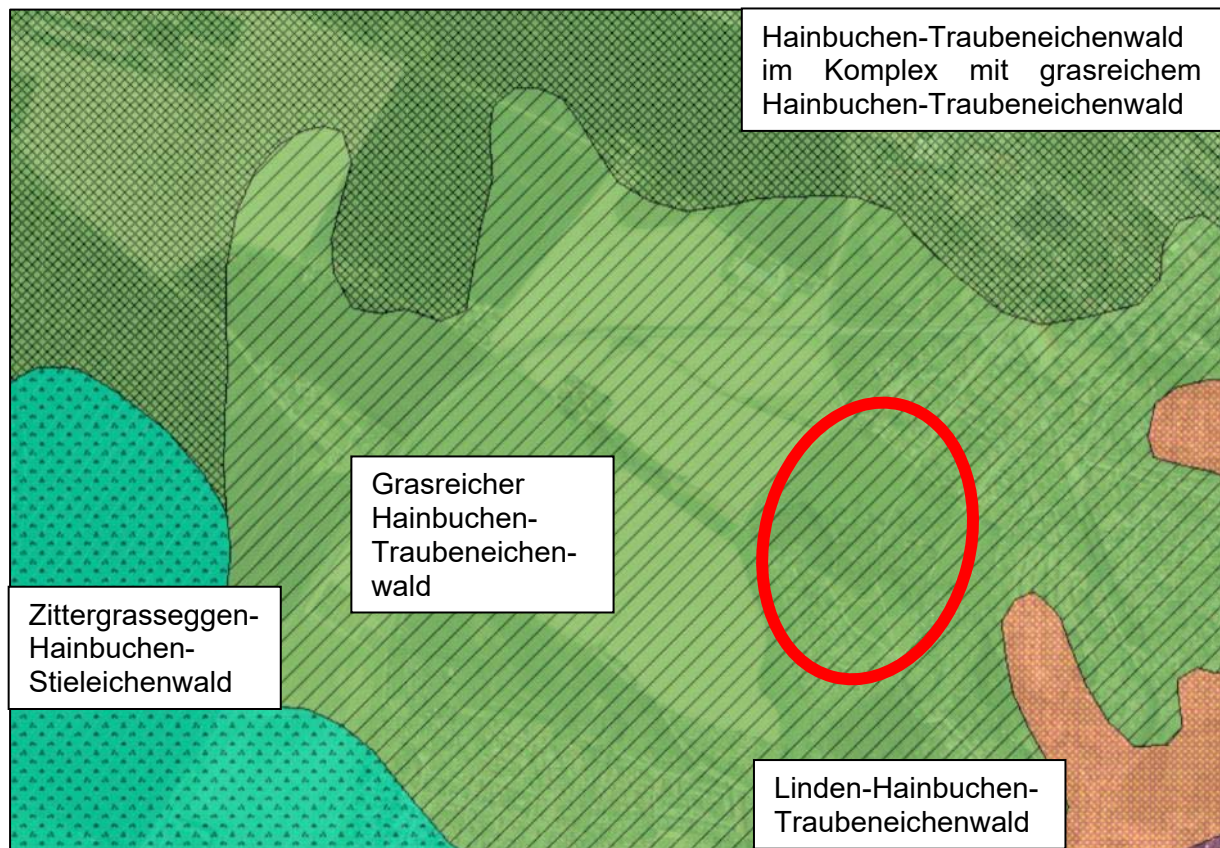 Hainbuchen-Traubeneichenwald
im Komplex mit grasreichem
Hainbuchen-Traubeneichenwald
Grasreicher
Hainbuchen-
Traubeneichen-
wald
Zittergrasseggen-
Hainbuchen-
Stieleichenwald
Linden-Hainbuchen-
Traubeneichenwald